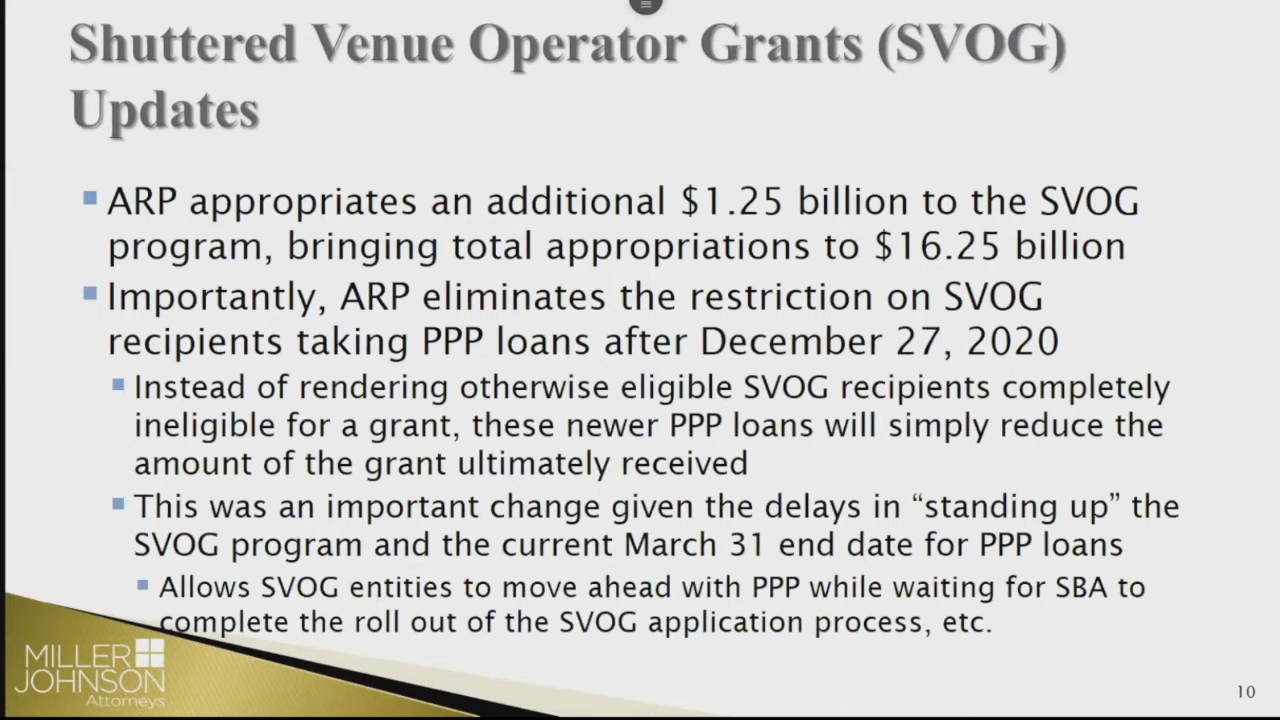 Shuttered Venue Operator Grants (SVOG)
Updates
ARP appropriates an additional $1.25 billion to the SVOG
program, bringing total appropriations to $16.25 billion
Importantly, ARP eliminates the restriction on SVOG
recipients taking PPP loans after December 27, 2020
Instead of rendering otherwise eligible SVOG recipients completely
ineligible for a grant, these newer PPP loans will simply reduce the
amount of the grant ultimately received
This was an important change given the delays in “standing up” the
SVOG program and the current March 31 end date for PPP loans
Allows SVOG entities to move ahead with PPP while waiting for SBA to
complete the roll out of the SVOG application process, etc.
MILLER
JOHNSON
Attorneys
10